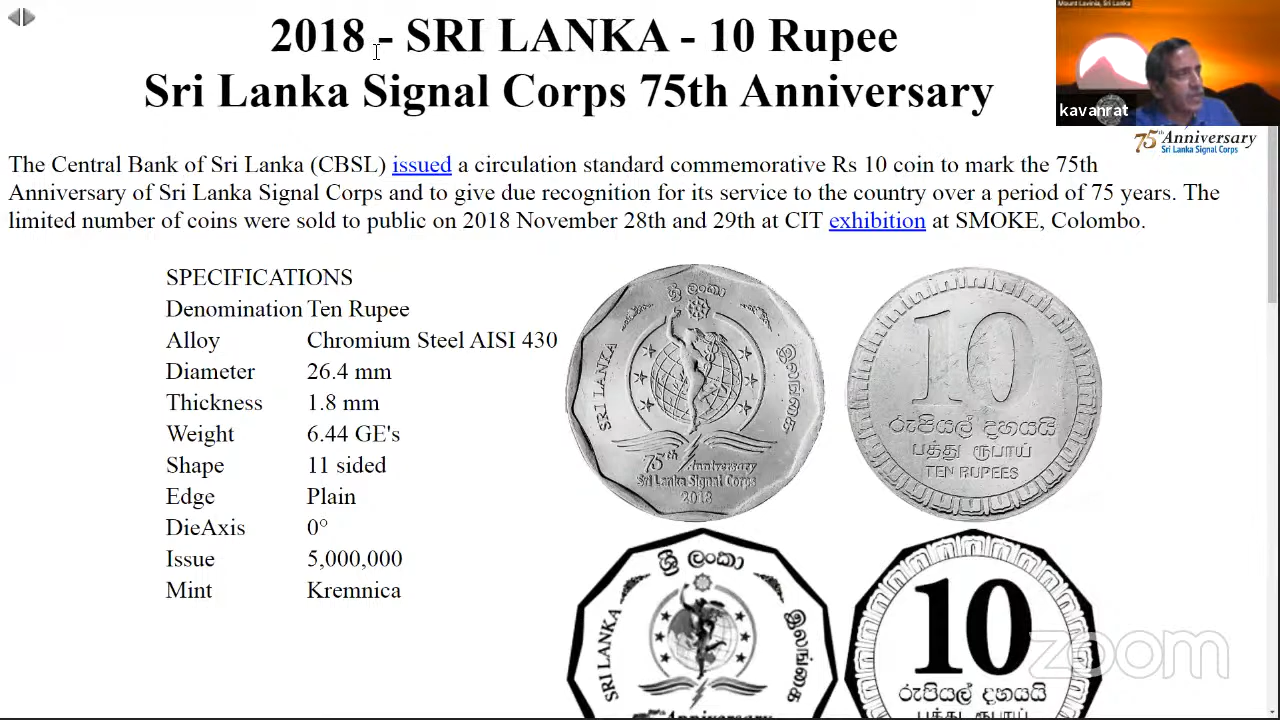 2018 - SRI LANKA - 10 Rupee
Sri Lanka Signal Corps 75th Anniversary
Mount Lavinia, Sri Lanka
kavanrat
75th Anniversary
Sri Lanka Signal Corps
The Central Bank of Sri Lanka (CBSL) issued a circulation standard commemorative Rs 10 coin to mark the 75th
Anniversary of Sri Lanka Signal Corps and to give due recognition for its service to the country over a period of 75 years. The
limited number of coins were sold to public on 2018 November 28th and 29th at CIT exhibition at SMOKE, Colombo.
SPECIFICATIONS
Denomination Ten Rupee
Alloy Chromium Steel AISI 430
Diameter 26.4 mm
Thickness 1.8 mm
Weight 6.44 GE's
Shape 11 sided
Edge Plain
DieAxis 0°
Issue 5,000,000
Mint Kremnica
ශ්‍රී ලංකා
SRI LANKA
இலங்கை
75th Anniversary
Sri Lanka Signal Corps
2018
10
රුපියල් දහයයි
பத்து ரூபாய்
TEN RUPEES
ශ්‍රී ලංකා
SRI LANKA
இலங்கை
Anniversary
10
රුපියල් දහයයි
பத்து ரூபாய்
zoom